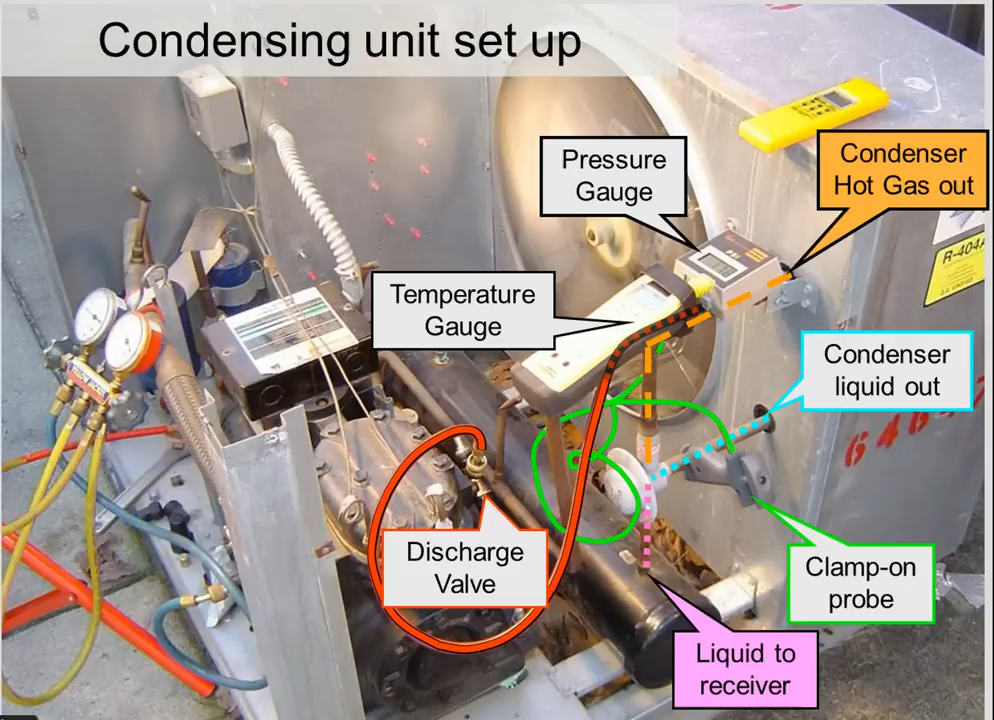 Condensing unit set up
Pressure
Gauge
Condenser
Hot Gas out
R-404A
Temperature
Gauge
Condenser
liquid out
Discharge
Valve
Clamp-on
probe
Liquid to
receiver